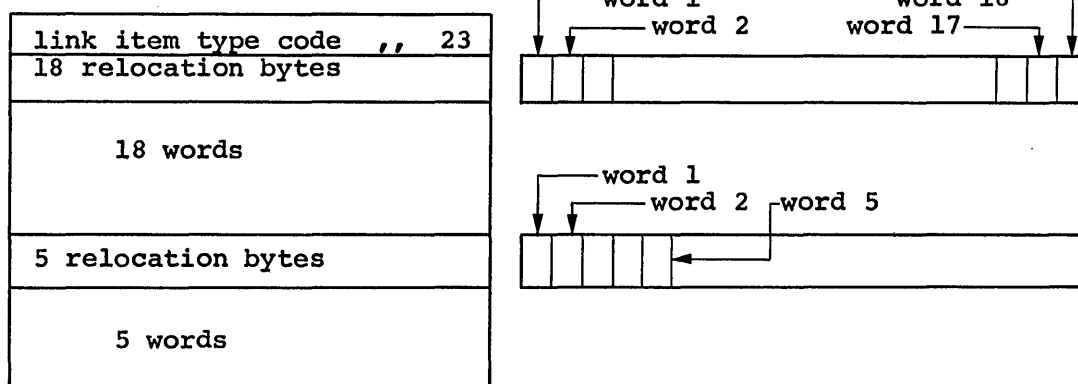 link item type code ,, 23
18 relocation bytes
18 words
5 relocation bytes
5 words
word 1
word 18
word 2
word 17
word 1
word 2
word 5